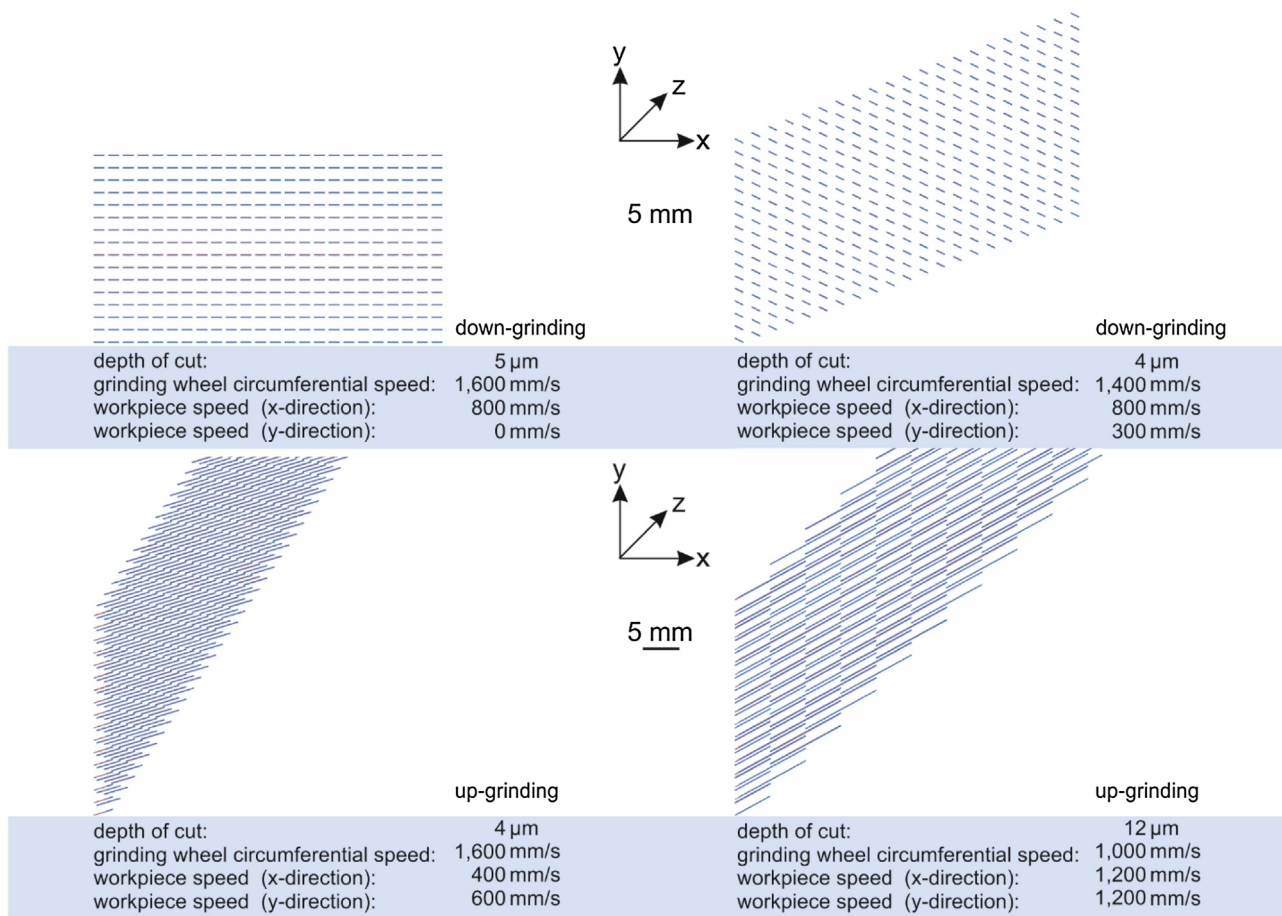 y
z
x
5 mm
down-grinding
depth of cut: 5 µm
grinding wheel circumferential speed: 1,600 mm/s
workpiece speed (x-direction): 800 mm/s
workpiece speed (y-direction): 0 mm/s
down-grinding
depth of cut: 4 µm
grinding wheel circumferential speed: 1,400 mm/s
workpiece speed (x-direction): 800 mm/s
workpiece speed (y-direction): 300 mm/s
y
z
x
5 mm
up-grinding
depth of cut: 4 µm
grinding wheel circumferential speed: 1,600 mm/s
workpiece speed (x-direction): 400 mm/s
workpiece speed (y-direction): 600 mm/s
up-grinding
depth of cut: 12 µm
grinding wheel circumferential speed: 1,000 mm/s
workpiece speed (x-direction): 1,200 mm/s
workpiece speed (y-direction): 1,200 mm/s